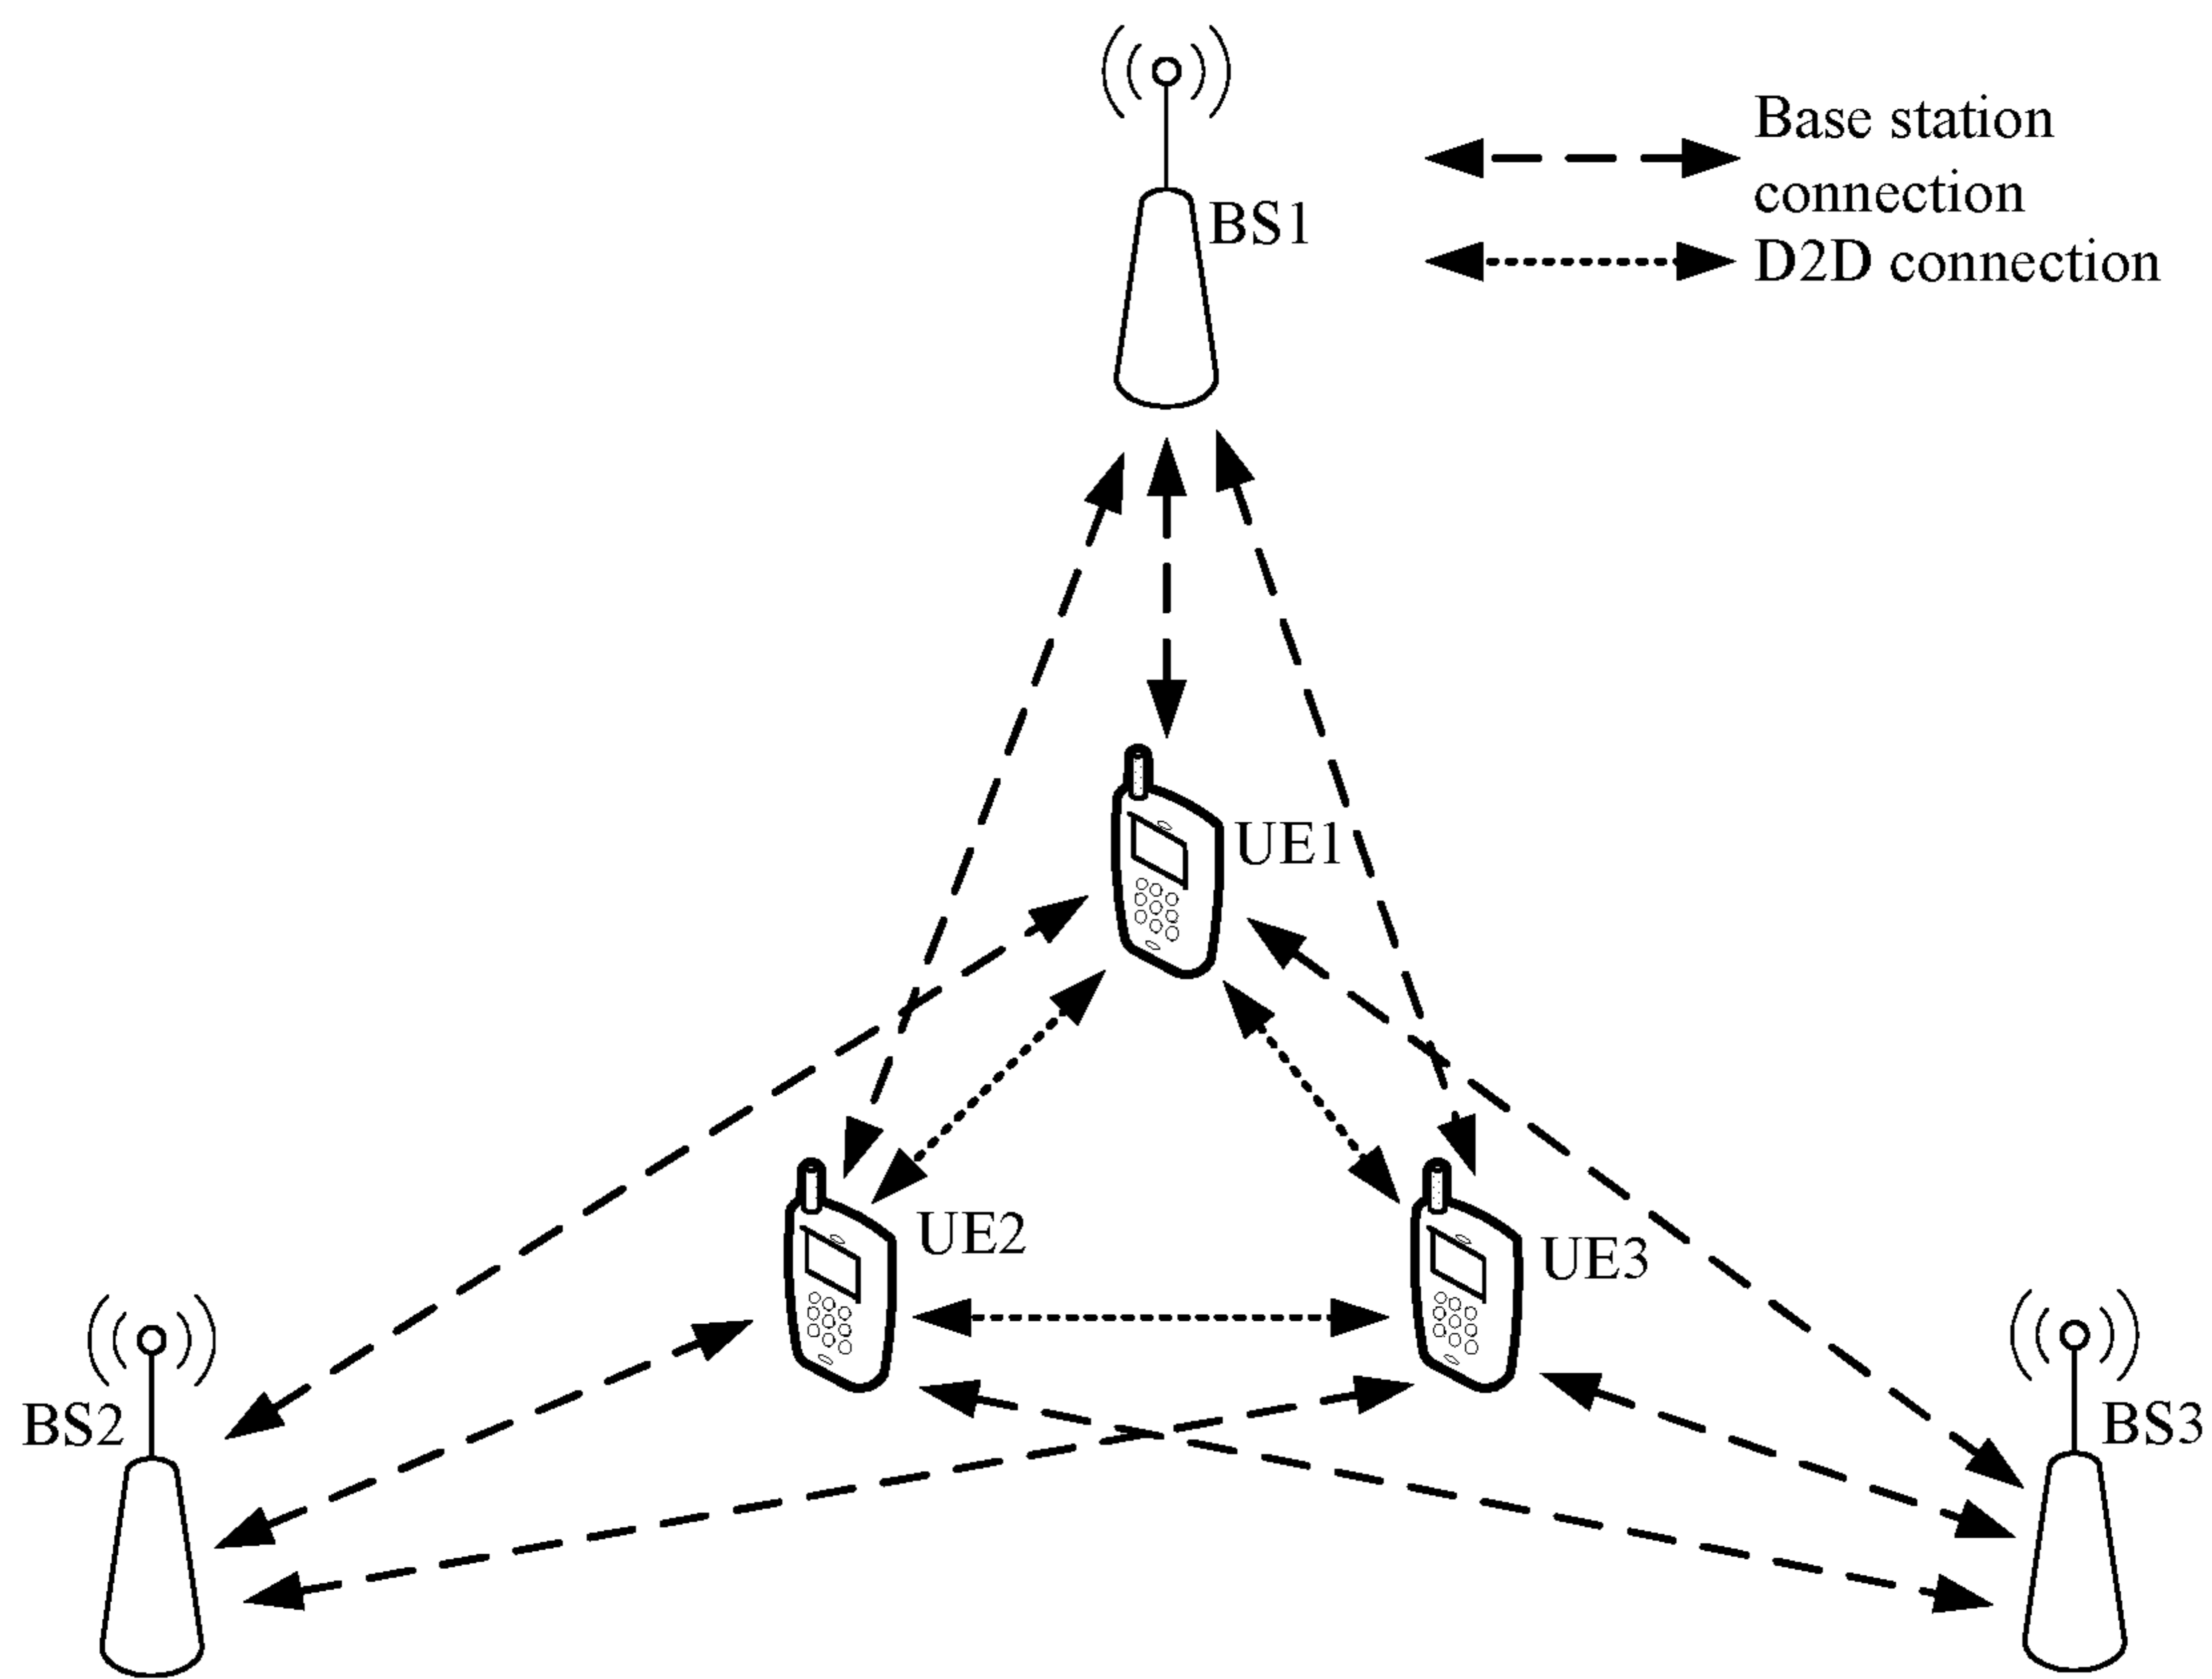 Base station
connection
BS1
D2D connection
UE1
UE2
UE3
BS2
BS3